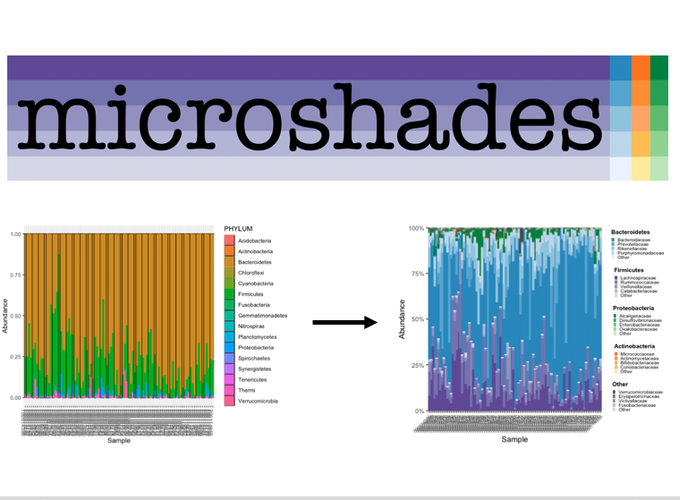 microshades
PHYLUM
Acidobacteria
Actinobacteria
Bacteroidetes
Chloroflexi
Cyanobacteria
Firmicutes
Fusobacteria
Gemmatimonadetes
Nitrospirae
Planctomycetes
Proteobacteria
Spirochaetes
Synergistetes
Tenericutes
Thermi
Verrucomicrobia
1.00
0.75
0.50
0.25
0.00
Abundance
Sample
100%
75%
50%
25%
0%
Abundance
Sample
Bacteroidetes
Bacteroidaceae
Prevotellaceae
Rikenellaceae
Porphyromonadaceae
Other
Firmicutes
Lachnospiraceae
Ruminococcaceae
Veillonellaceae
Catabacteriaceae
Other
Proteobacteria
Alcaligenaceae
Desulfovibrionaceae
Enterobacteriaceae
Oxalobacteraceae
Other
Actinobacteria
Micrococcaceae
Actinomycetaceae
Bifidobacteriaceae
Coriobacteriaceae
Other
Other
Verrucomicrobiaceae
Erysipelotrichaceae
Victivallaceae
Fusobacteriaceae
Other